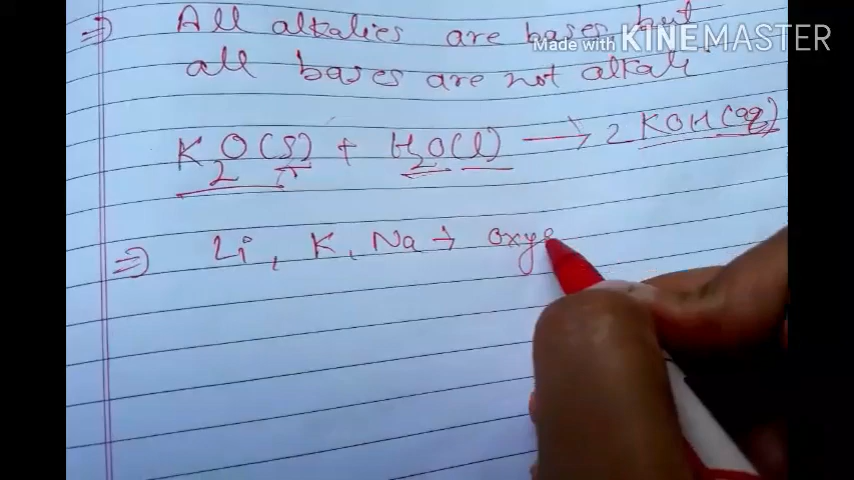 ⇒ All alkalies are bases but
Made with KINEMASTER
all bases are not alkali
K2O(s) + H2O(l) → 2KOH(aq)
⇒ Li, K, Na → oxyg